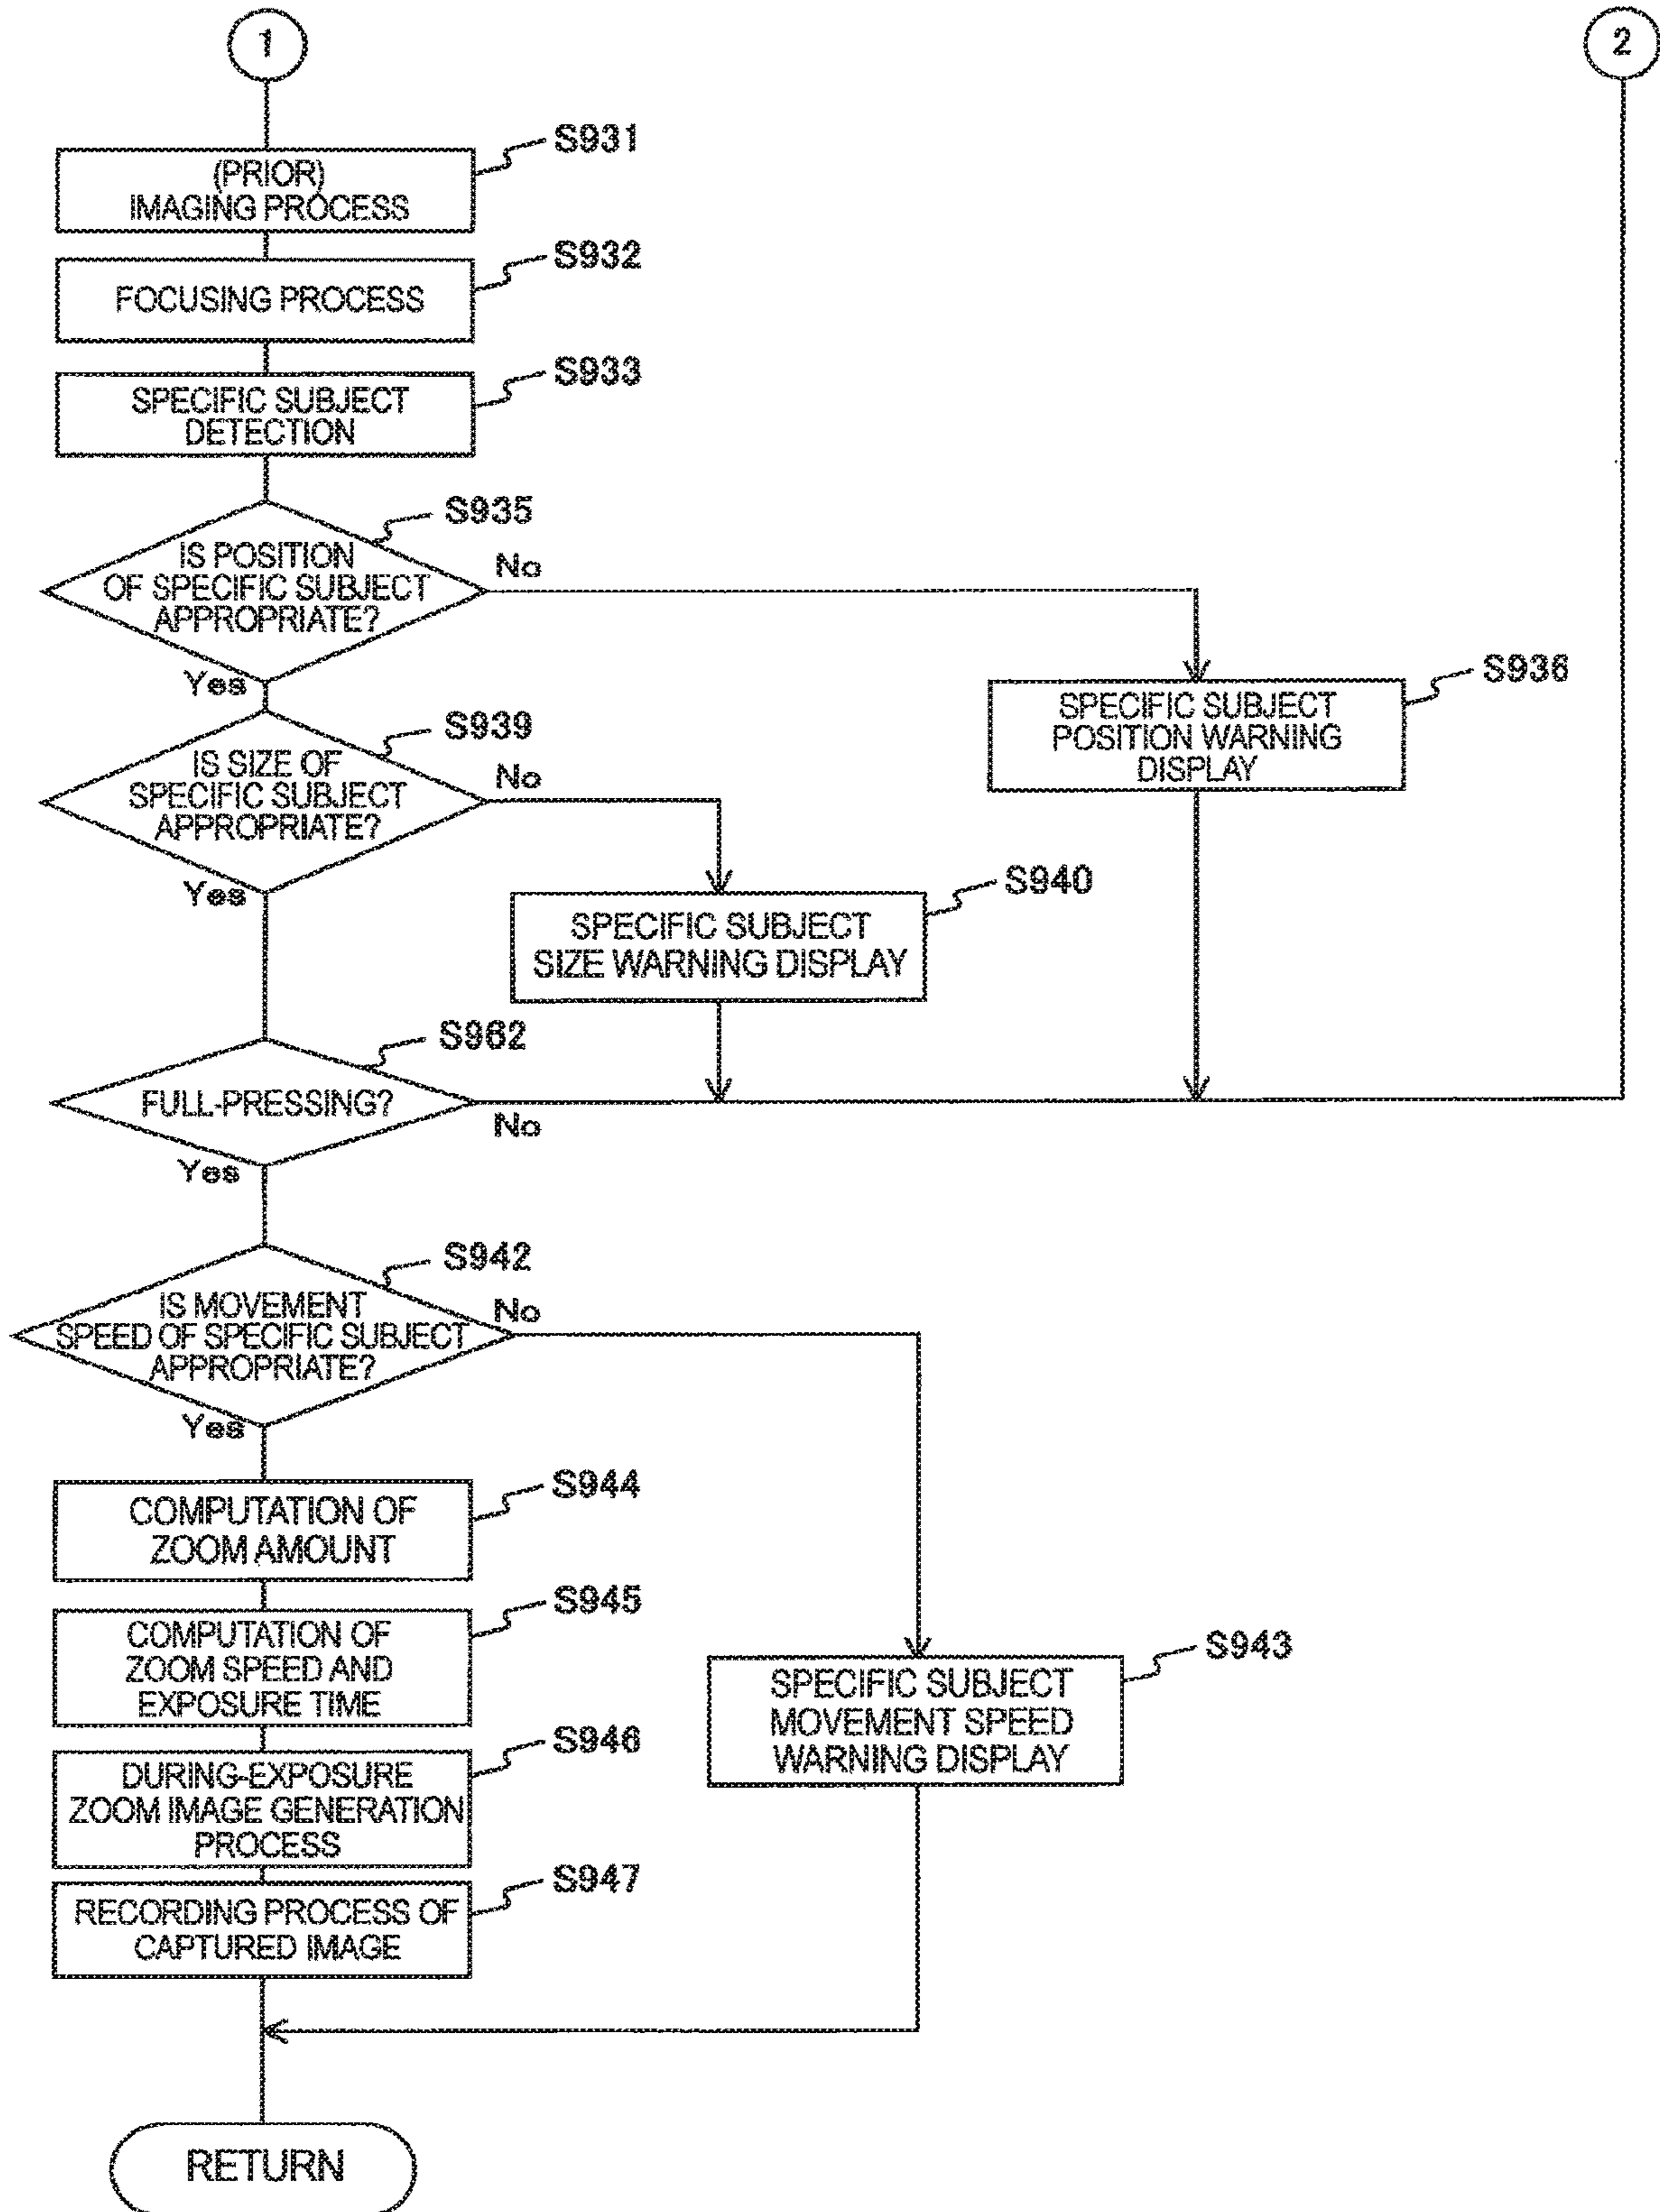 1
2
S931
(PRIOR)
IMAGING PROCESS
S932
FOCUSING PROCESS
S933
SPECIFIC SUBJECT
DETECTION
S935
IS POSITION
OF SPECIFIC SUBJECT
APPROPRIATE?
No
Yes
S936
SPECIFIC SUBJECT
POSITION WARNING
DISPLAY
S939
IS SIZE OF
SPECIFIC SUBJECT
APPROPRIATE?
No
Yes
S940
SPECIFIC SUBJECT
SIZE WARNING DISPLAY
S962
FULL-PRESSING?
No
Yes
S942
IS MOVEMENT
SPEED OF SPECIFIC SUBJECT
APPROPRIATE?
No
Yes
S944
COMPUTATION OF
ZOOM AMOUNT
S945
COMPUTATION OF
ZOOM SPEED AND
EXPOSURE TIME
S943
SPECIFIC SUBJECT
MOVEMENT SPEED
WARNING DISPLAY
S946
DURING-EXPOSURE
ZOOM IMAGE GENERATION
PROCESS
S947
RECORDING PROCESS OF
CAPTURED IMAGE
RETURN